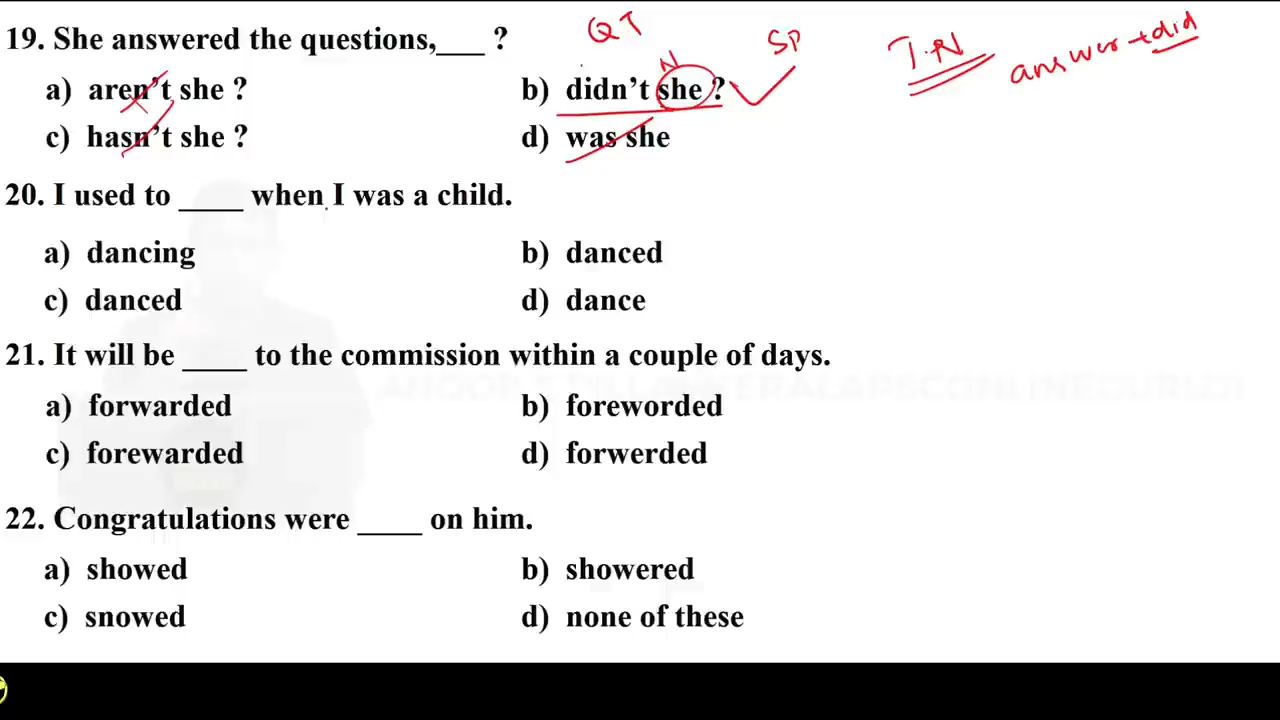 19. She answered the questions,___ ? QT
a) aren't she ? b) didn't she ? N SP T.N answer + did
c) hasn't she ? d) was she
20. I used to ____ when I was a child.
a) dancing b) danced
c) danced d) dance
21. It will be ____ to the commission within a couple of days.
a) forwarded b) foreworded
c) forewarded d) forwerded
22. Congratulations were ____ on him.
a) showed b) showered
c) snowed d) none of these